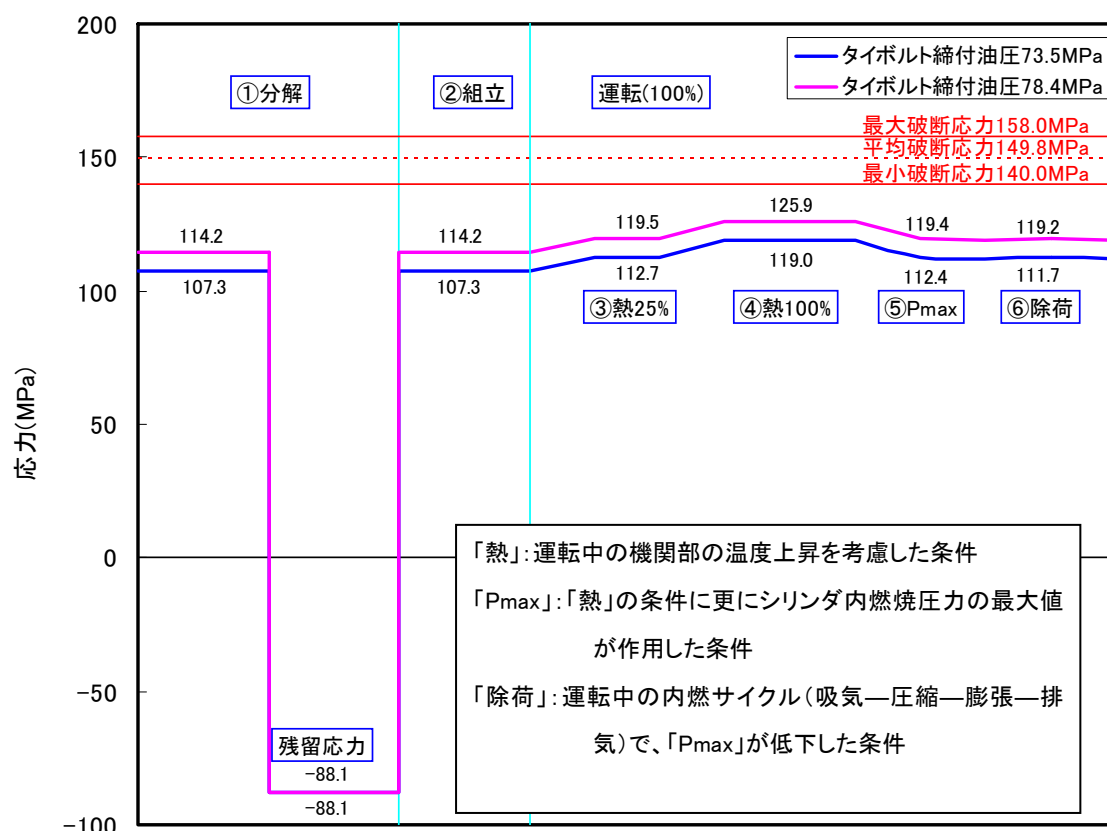 200
150
100
50
0
-50
-100
応力(MPa)
①分解
②組立
運転(100%)
タイボルト締付油圧73.5MPa
タイボルト締付油圧78.4MPa
最大破断応力158.0MPa
平均破断応力149.8MPa
最小破断応力140.0MPa
114.2
107.3
114.2
107.3
119.5
112.7
125.9
119.0
119.4
112.4
119.2
111.7
③熱25%
④熱100%
⑤Pmax
⑥除荷
残留応力
-88.1
-88.1
「熱」：運転中の機関部の温度上昇を考慮した条件
「Pmax」：「熱」の条件に更にシリンダ内燃焼圧力の最大値
が作用した条件
「除荷」：運転中の内燃サイクル（吸気―圧縮―膨張―排
気）で、「Pmax」が低下した条件